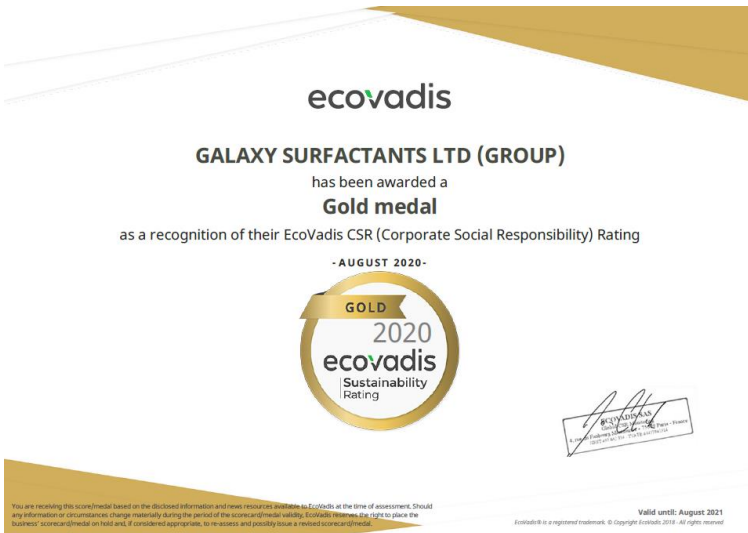 ecovadis
GALAXY SURFACTANTS LTD (GROUP)
has been awarded a
Gold medal
as a recognition of their EcoVadis CSR (Corporate Social Responsibility) Rating
- AUGUST 2020-
GOLD
2020
ecovadis
Sustainability
Rating
ECOVADIS SAS
You are receiving this score/medal based on the disclosed information and news resources available to EcoVadis at the time of assessment. Should
any information or circumstances change materially during the period of the scorecard/medal validity, EcoVadis reserves the right to place the
business' scorecard/medal on hold and, if considered appropriate, to re-assess and possibly issue a revised scorecard/medal.
Valid until: August 2021
EcoVadis® is a registered trademark. © Copyright EcoVadis 2018 - All rights reserved